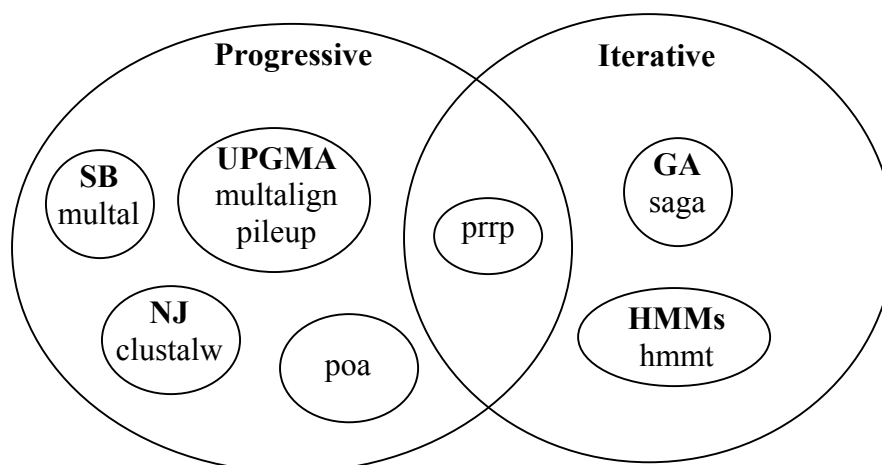 Progressive
Iterative
SB
multal
UPGMA
multalign
pileup
prrp
GA
saga
NJ
clustalw
poa
HMMs
hmmt